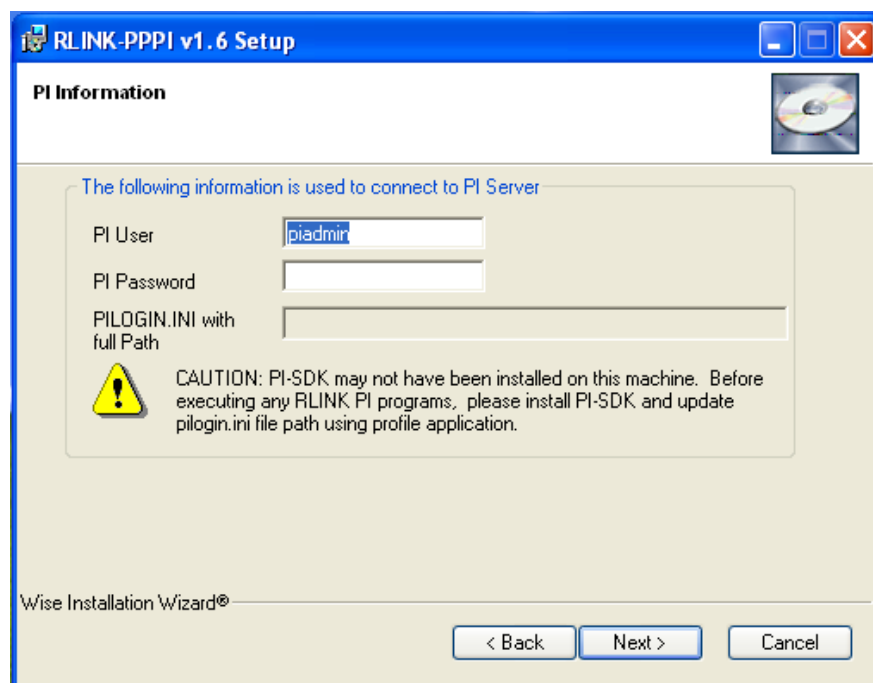 RLINK-PPPI v1.6 Setup
PI Information
The following information is used to connect to PI Server
PI User
piadmin
PI Password
PILOGIN.INI with
full Path
CAUTION: PI-SDK may not have been installed on this machine.  Before
executing any RLINK PI programs,  please install PI-SDK and update
pilogin.ini file path using profile application.
Wise Installation Wizard®
< Back
Next >
Cancel